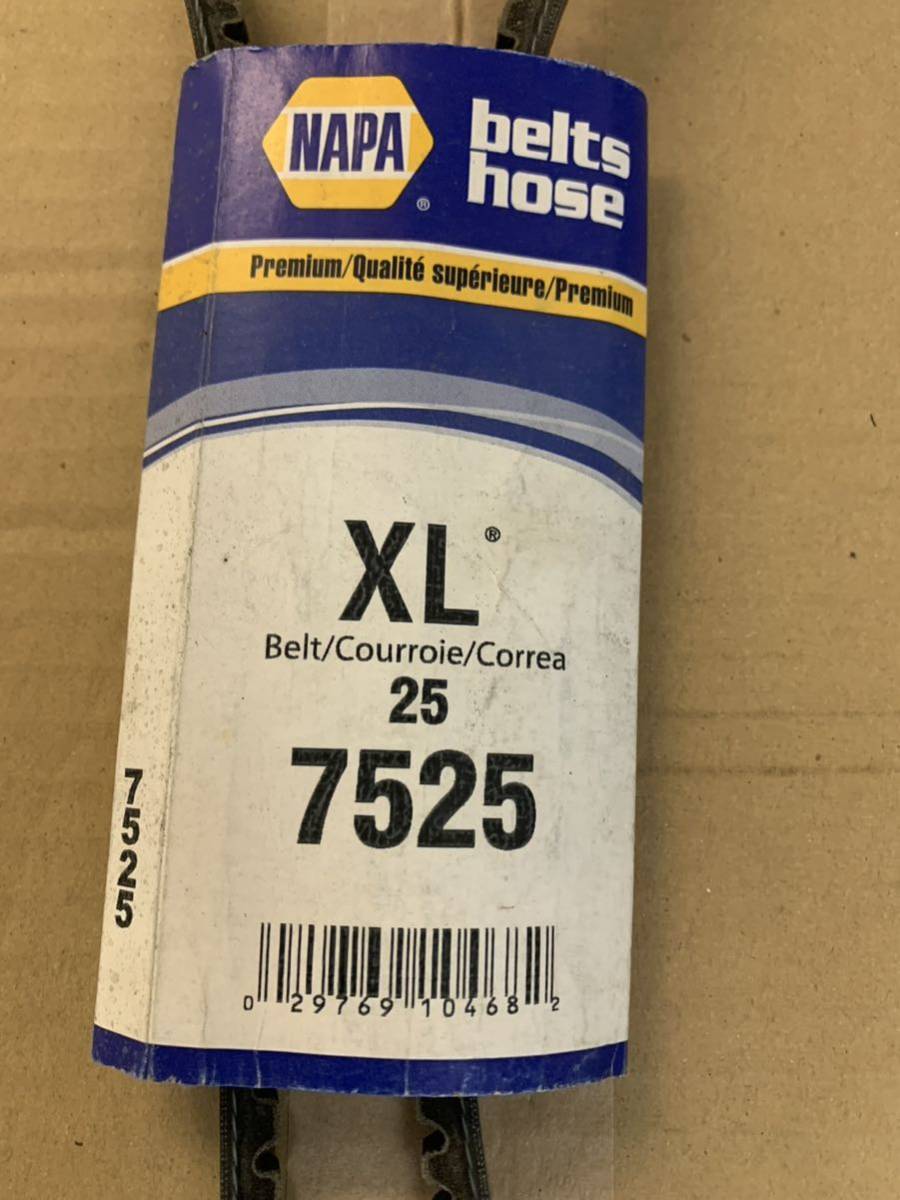 NAPA
®
belts
hose
Premium/Qualité supérieure/Premium
XL®
Belt/Courroie/Correa
25
7525
7525
0 29769 10468 2